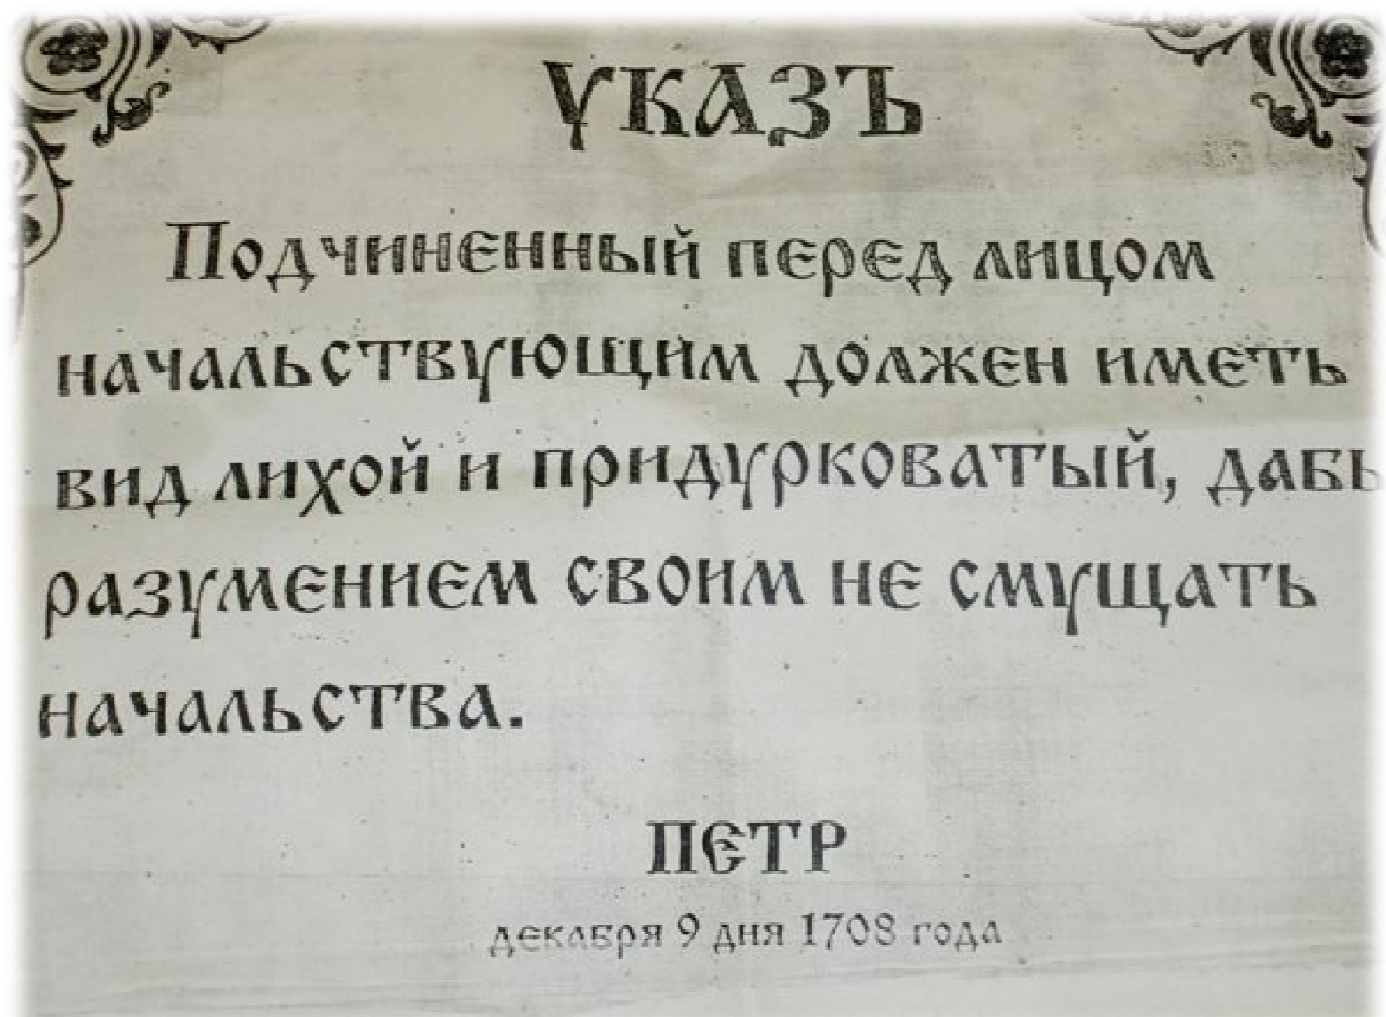 УКАЗЪ
Подчиненный перед лицом
начальствующим должен иметь
вид лихой и придурковатый, дабы
разумением своим не смущать
начальства.
ПЕТР
декабря 9 дня 1708 года